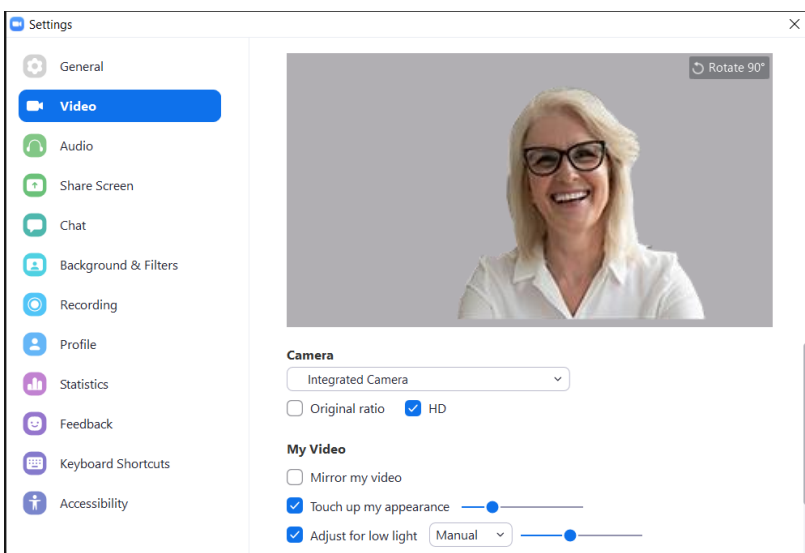 Settings
General
Video
Audio
Share Screen
Chat
Background & Filters
Recording
Profile
Statistics
Feedback
Keyboard Shortcuts
Accessibility
Rotate 90°
Camera
Integrated Camera
Original ratio HD
My Video
Mirror my video
Touch up my appearance
Adjust for low light Manual